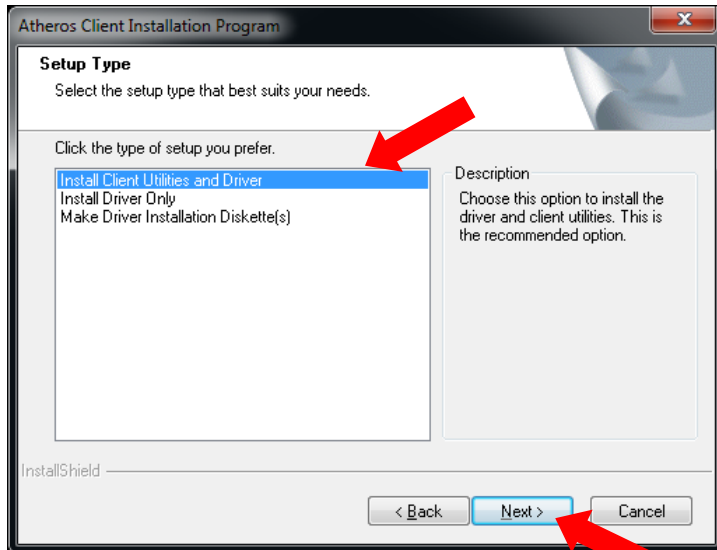 Atheros Client Installation Program
Setup Type
Select the setup type that best suits your needs.
Click the type of setup you prefer.
Install Client Utilities and Driver
Install Driver Only
Make Driver Installation Diskette(s)
Description
Choose this option to install the
driver and client utilities. This is
the recommended option.
InstallShield
< Back
Next >
Cancel